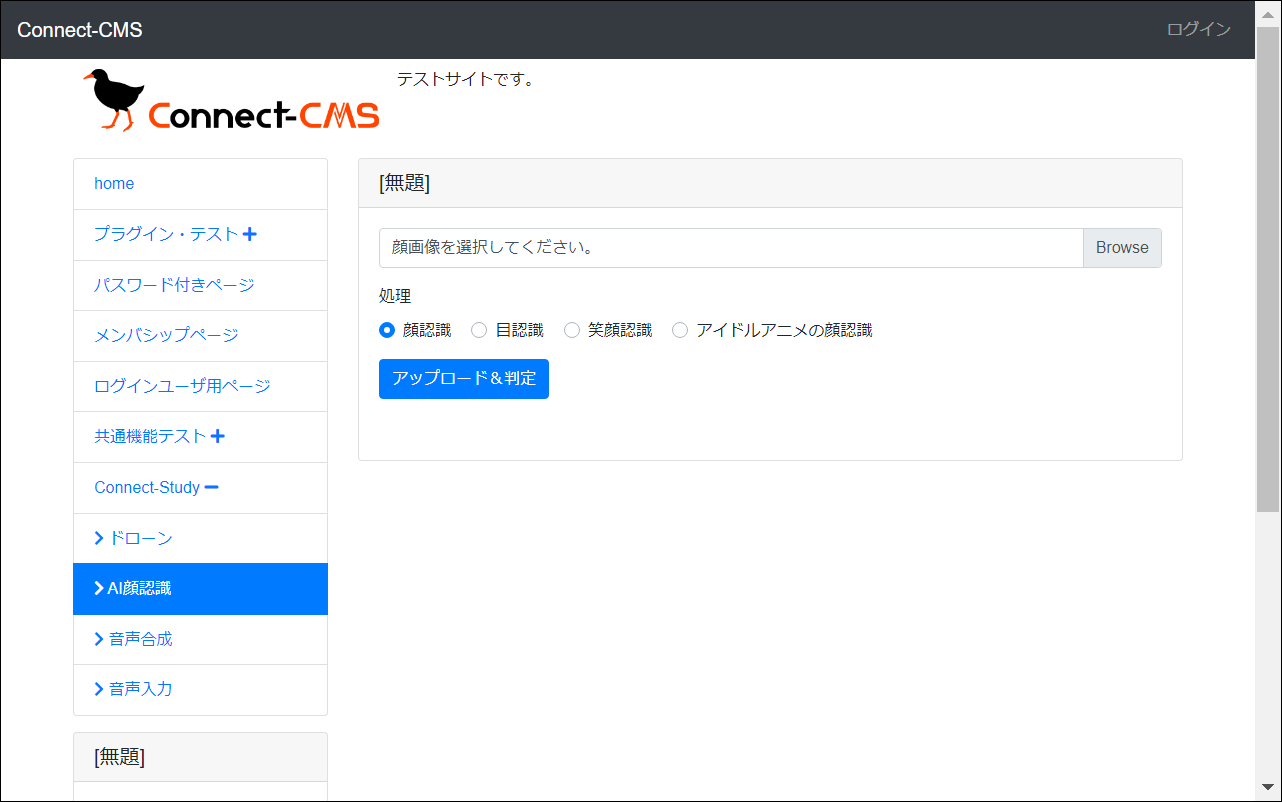 Connect-CMS ログイン
Connect-CMS
テストサイトです。
home
プラグイン・テスト
パスワード付きページ
メンバシップページ
ログインユーザ用ページ
共通機能テスト
Connect-Study
ドローン
AI顔認識
音声合成
音声入力
[無題]
[無題]
顔画像を選択してください。 Browse
処理
顔認識 目認識 笑顔認識 アイドルアニメの顔認識
アップロード＆判定